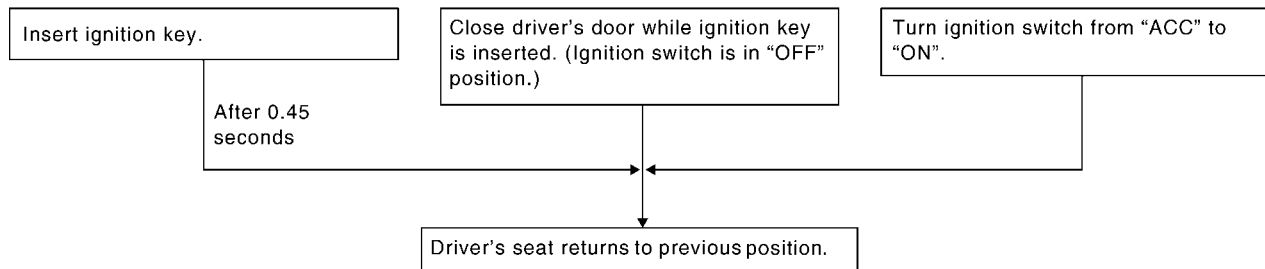 Insert ignition key.
Close driver’s door while ignition key
is inserted. (Ignition switch is in “OFF”
position.)
Turn ignition switch from “ACC” to
“ON”.
After 0.45
seconds
Driver’s seat returns to previous position.